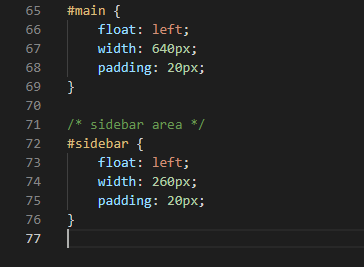 65 #main {
66     float: left;
67     width: 640px;
68     padding: 20px;
69 }
70
71 /* sidebar area */
72 #sidebar {
73     float: left;
74     width: 260px;
75     padding: 20px;
76 }
77